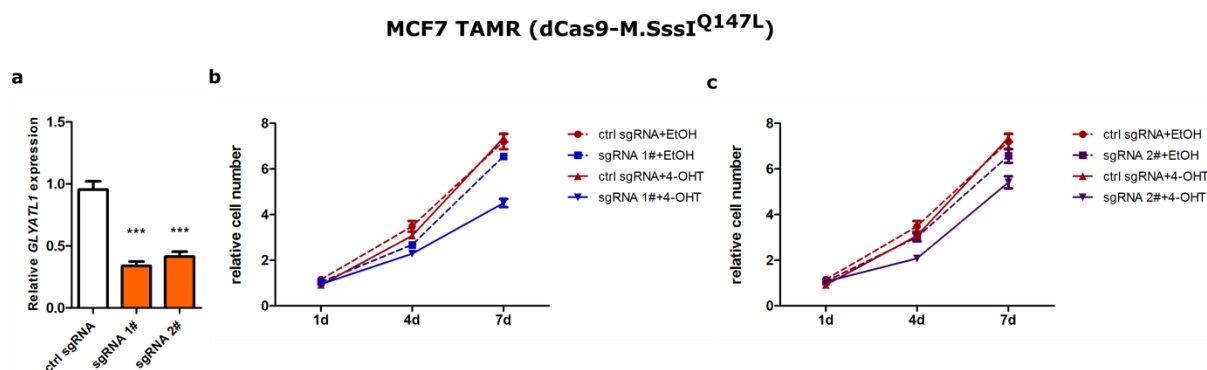 MCF7 TAMR (dCas9-M.SssIQ147L)
a
Relative GLYATL1 expression
1.5
1.0
0.5
0.0
***
***
ctrl sgRNA
sgRNA 1#
sgRNA 2#
b
relative cell number
8
6
4
2
0
1d
4d
7d
ctrl sgRNA+EtOH
sgRNA 1#+EtOH
ctrl sgRNA+4-OHT
sgRNA 1#+4-OHT
c
relative cell number
8
6
4
2
0
1d
4d
7d
ctrl sgRNA+EtOH
sgRNA 2#+EtOH
ctrl sgRNA+4-OHT
sgRNA 2#+4-OHT